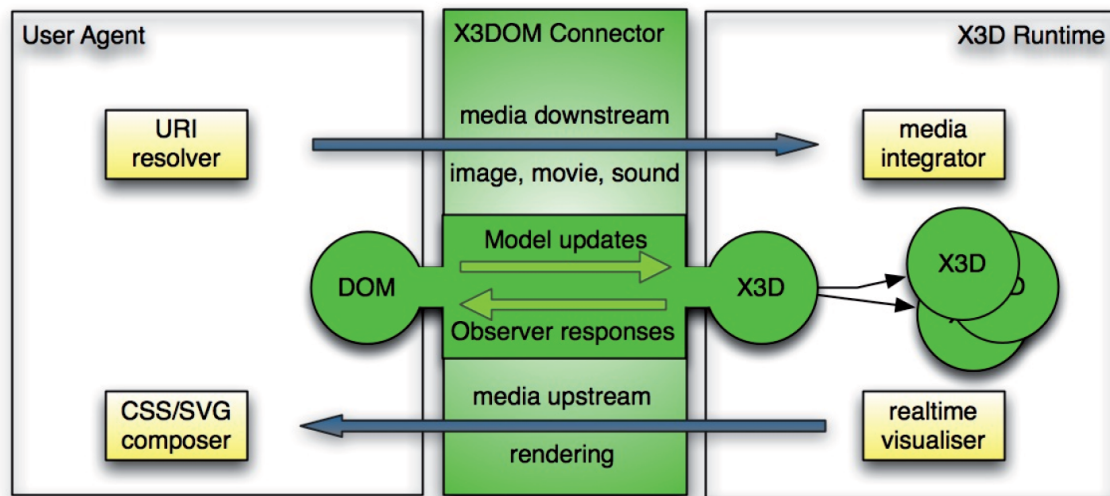 User Agent
X3DOM Connector
X3D Runtime
URI
resolver
media downstream
image, movie, sound
media
integrator
DOM
Model updates
Observer responses
X3D
X3D
CSS/SVG
composer
media upstream
rendering
realtime
visualiser